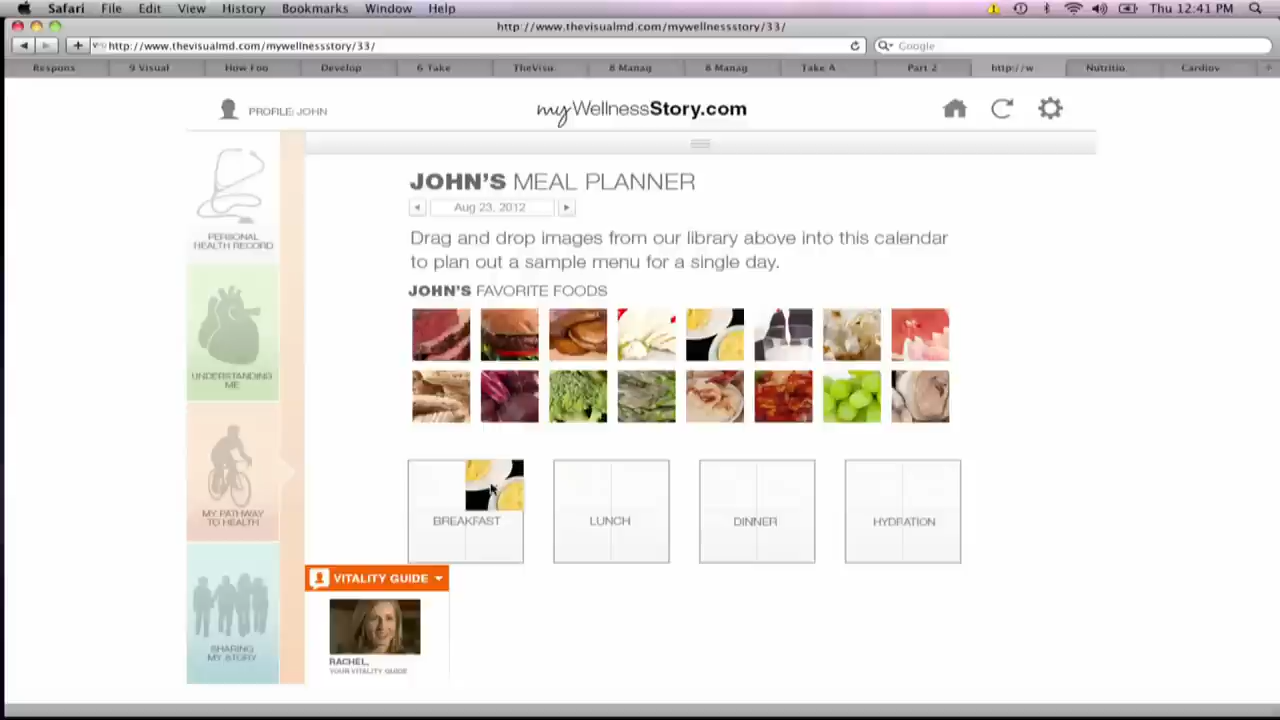 Safari File Edit View History Bookmarks Window Help Thu 12:41 PM
http://www.thevisualmd.com/mywellnessstory/33/
http://www.thevisualmd.com/mywellnessstory/33/ Google
Respons 9 Visual How Foo Develop 6 Take TheVisu 8 Manag 8 Manag Take A Part 2 http://w Nutritio Cardiov
PROFILE: JOHN
myWellnessStory.com
JOHN'S MEAL PLANNER
Aug 23, 2012
Drag and drop images from our library above into this calendar
to plan out a sample menu for a single day.
JOHN'S FAVORITE FOODS
PERSONAL
HEALTH RECORD
UNDERSTANDING
ME
MY PATHWAY
TO HEALTH
SHARING
MY STORY
BREAKFAST LUNCH DINNER HYDRATION
VITALITY GUIDE
RACHEL,
YOUR VITALITY GUIDE